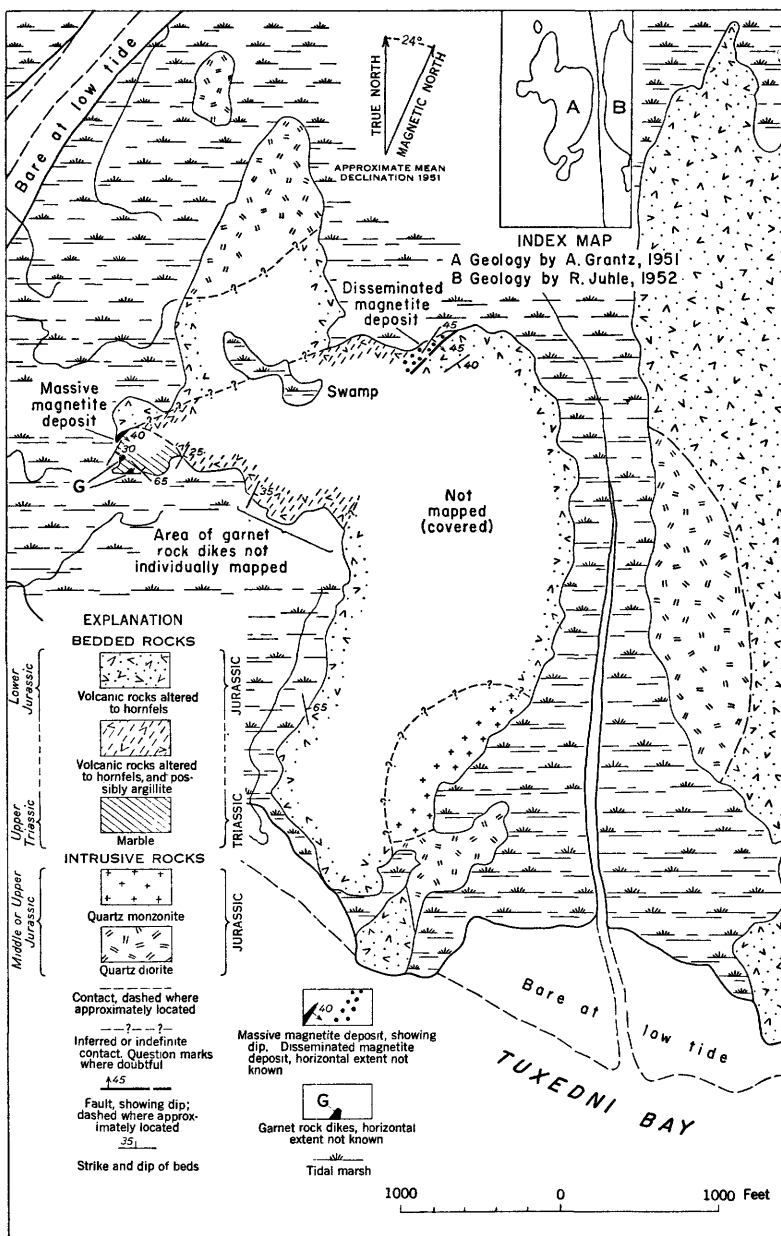 Bare at low tide
24°
TRUE NORTH
MAGNETIC NORTH
APPROXIMATE MEAN
DECLINATION 1951
A
B
INDEX MAP
A Geology by A. Grantz, 1951
B Geology by R. Juhle, 1952
Disseminated
magnetite
deposit
45
45
40
Swamp
Massive
magnetite
deposit
40
30
25
65
G
35
Not
mapped
(covered)
Area of garnet
rock dikes not
individually mapped
65
EXPLANATION
BEDDED ROCKS
Lower
Jurassic
JURASSIC
Volcanic rocks altered
to hornfels
Volcanic rocks altered
to hornfels, and pos-
sibly argillite
Upper
Triassic
TRIASSIC
Marble
INTRUSIVE ROCKS
Middle or Upper
Jurassic
JURASSIC
Quartz monzonite
Quartz diorite
Contact, dashed where
approximately located
?
?
Inferred or indefinite
contact. Question marks
where doubtful
45
Fault, showing dip;
dashed where approx-
imately located
35
Strike and dip of beds
40
Massive magnetite deposit, showing
dip, Disseminated magnetite
deposit, horizontal extent not
known
G
Garnet rock dikes, horizontal
extent not known
Tidal marsh
Bare at low tide
TUXEDNI BAY
1000 0 1000 Feet